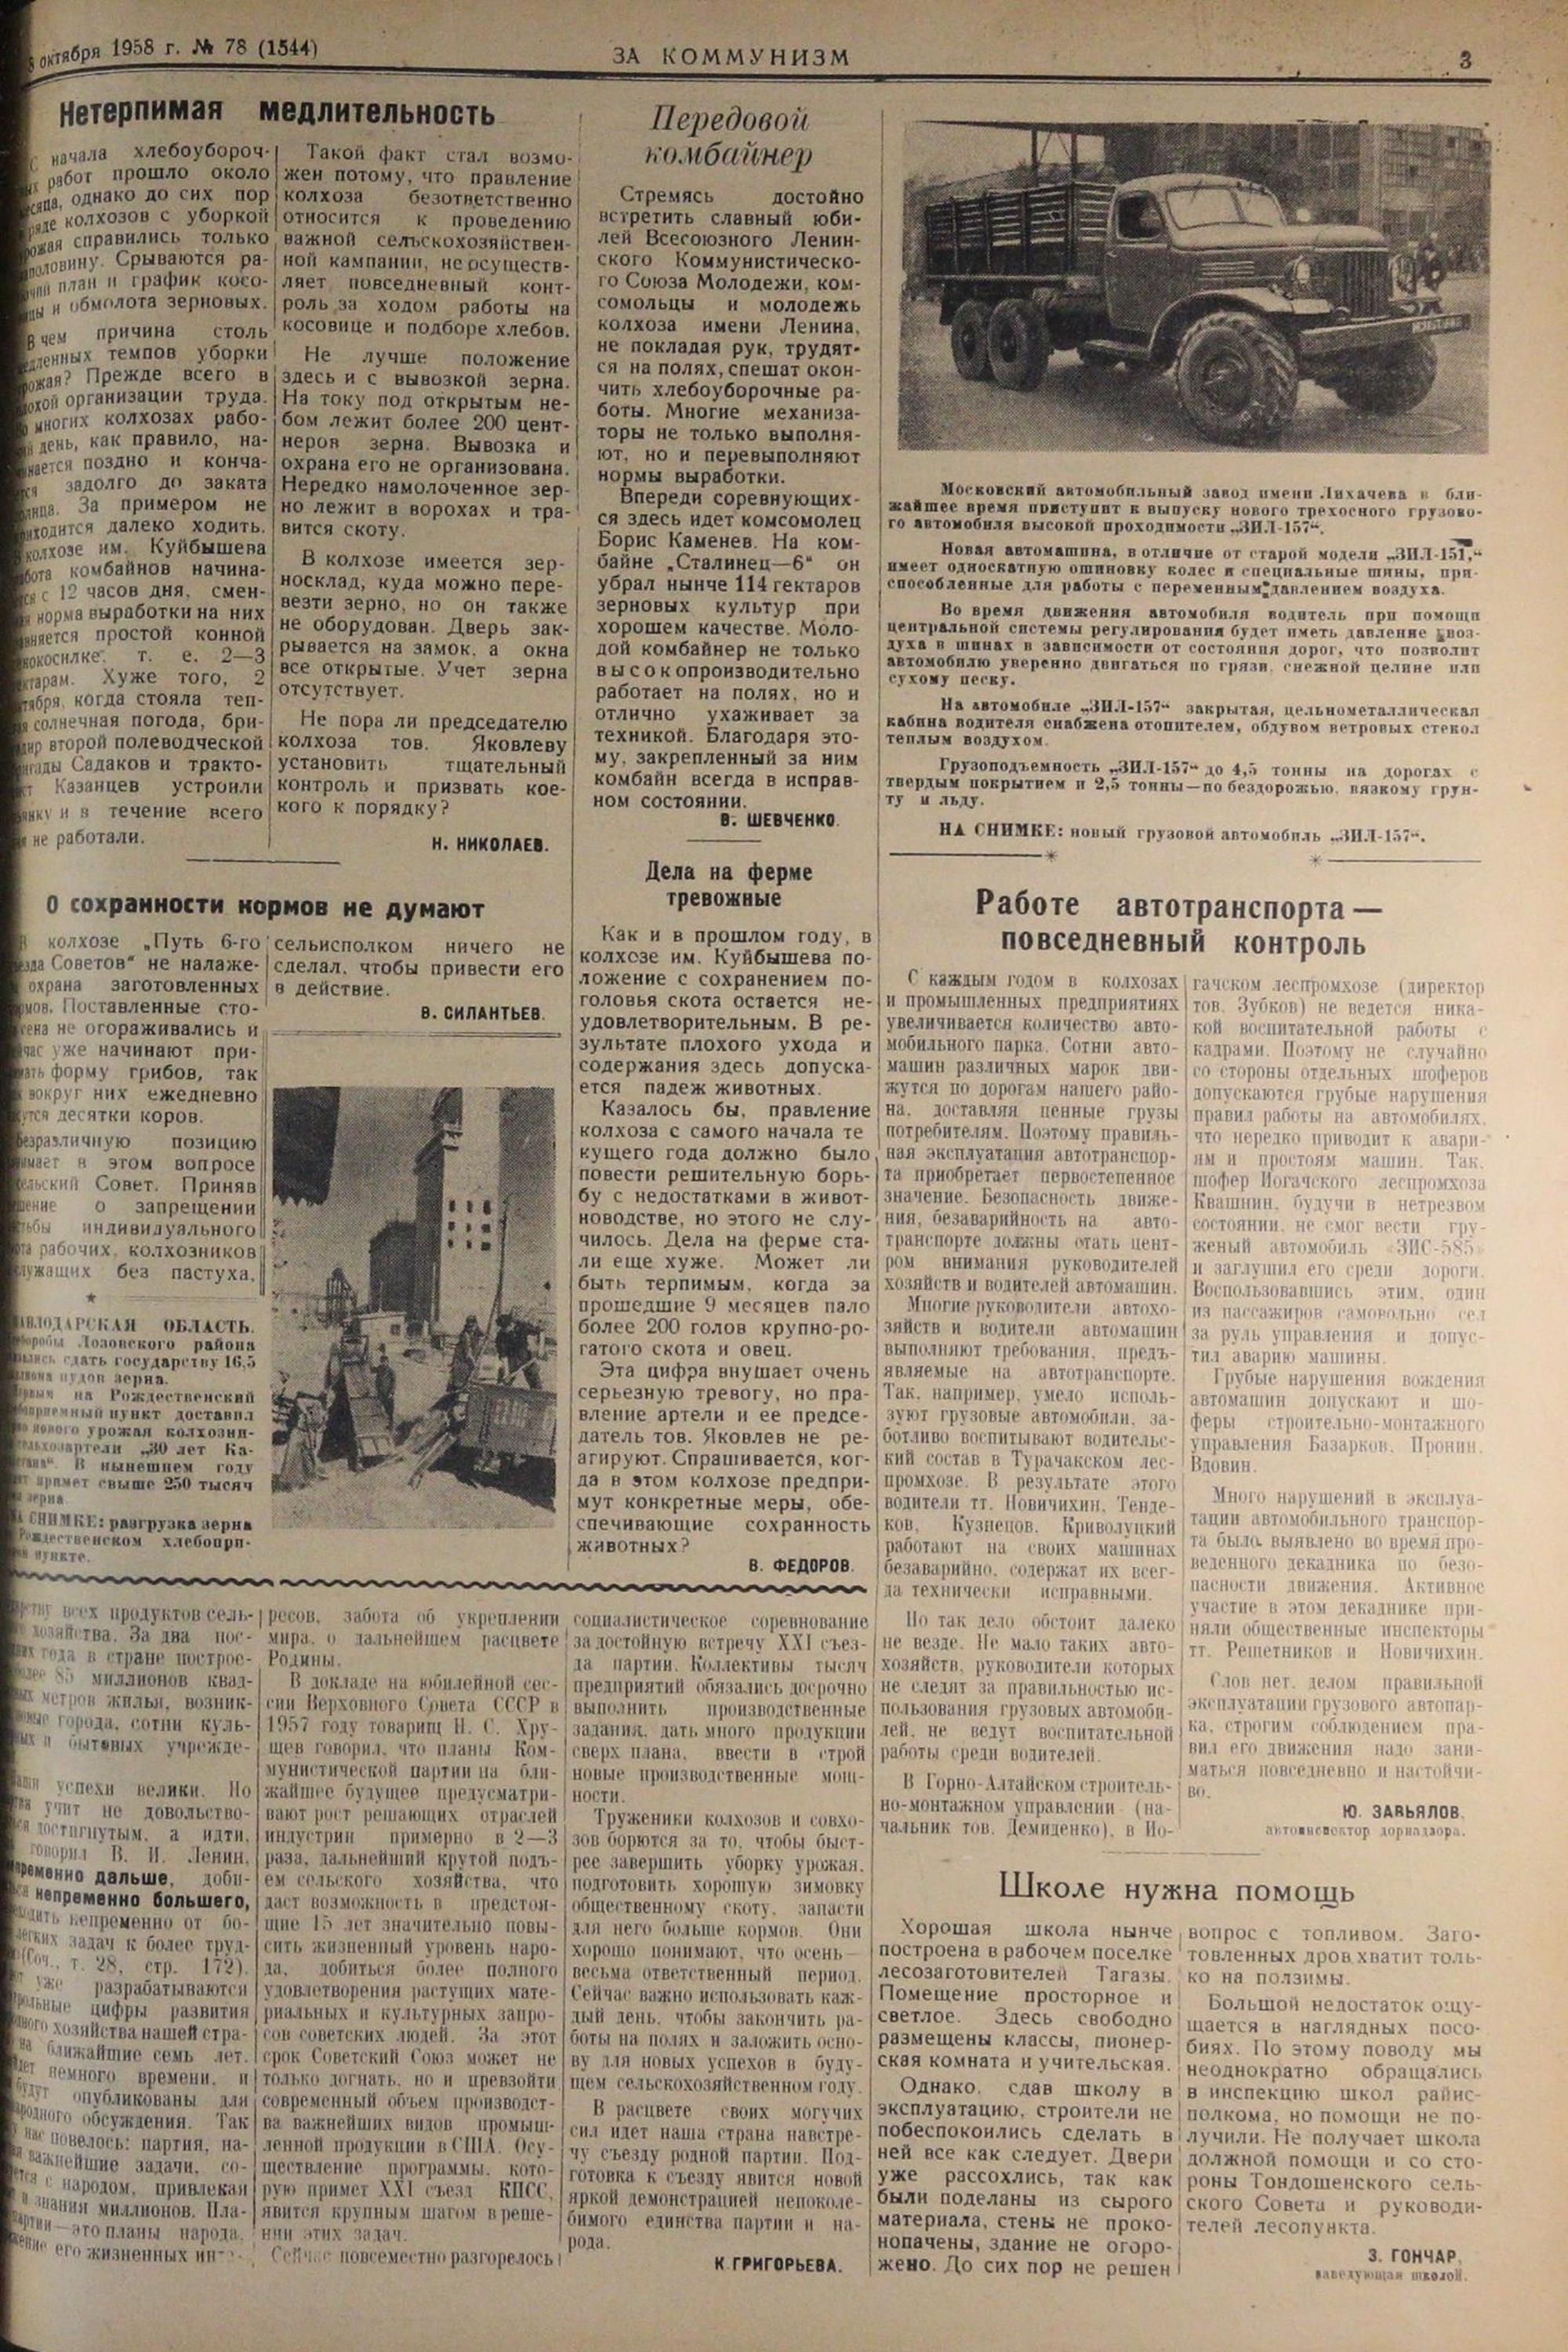 октября 1958 г. № 78 (1544)
ЗА КОММУНИЗМ
3
Нетерпимая медлительность
начала хлебоубороч-
работ прошло около
однако до сих пор
колхозов с уборкой
справились только
половину. Срываются ра-
план и график косо-
и обмолота зерновых.
В чем причина столь
темпов уборки
Прежде всего в
организации труда.
многих колхозах рабо-
день, как правило, на-
поздно и конча-
задолго до заката
За примером не
далеко ходить.
колхозе им. Куйбышева
комбайнов начина-
с 12 часов дня, смен-
норма выработки на них
простой конной
т. е. 2—3
Хуже того, 2
когда стояла теп-
солнечная погода, бри-
второй полеводческой
Садаков и тракто-
Казанцев устроили
и в течение всего
не работали.
Такой факт стал возмо-
жен потому, что правление
колхоза безответственно
относится к проведению
важной сельскохозяйствен-
ной кампании, не осуществ-
ляет повседневный конт-
роль за ходом работы на
косовице и подборе хлебов.
Не лучше положение
здесь и с вывозкой зерна.
На току под открытым не-
бом лежит более 200 цент-
неров зерна. Вывозка и
охрана его не организована.
Нередко намолоченное зер-
но лежит в ворохах и тра-
вится скоту.
В колхозе имеется зер-
носклад, куда можно пере-
везти зерно, но он также
не оборудован. Дверь зак-
рывается на замок, а окна
все открытые. Учет зерна
отсутствует.
Не пора ли председателю
колхоза тов. Яковлеву
установить тщательный
контроль и призвать кое-
кого к порядку?
Н. НИКОЛАЕВ.
О сохранности кормов не думают
колхозе „Путь 6-го
Советов“ не налаже-
охрана заготовленных
Поставленные сто-
не огораживались и
уже начинают при-
форму грибов, так
вокруг них ежедневно
десятки коров.
безразличную позицию
в этом вопросе
Совет. Приняв
о запрещении
индивидуального
рабочих, колхозников
без пастуха,
сельисполком ничего не
сделал, чтобы привести его
в действие.
В. СИЛАНТЬЕВ.
ОБЛАСТЬ.
Лозовского района
сдать государству 16,5
пудов зерна.
на Рождественский
пункт доставил
нового урожая колхозни-
„30 лет Ка-
В нынешнем году
примет свыше 250 тысяч
зерна.
СНИМКЕ: разгрузка зерна
Рождественском хлебопри-
пункте.
Передовой
комбайнер
Стремясь достойно
встретить славный юби-
лей Всесоюзного Ленин-
ского Коммунистическо-
го Союза Молодежи, ком-
сомольцы и молодежь
колхоза имени Ленина,
не покладая рук, трудят-
ся на полях, спешат окон-
чить хлебоуборочные ра-
боты. Многие механиза-
торы не только выполня-
ют, но и перевыполняют
нормы выработки.
Впереди соревнующих-
ся здесь идет комсомолец
Борис Каменев. На ком-
байне „Сталинец—6“ он
убрал нынче 114 гектаров
зерновых культур при
хорошем качестве. Моло-
дой комбайнер не только
высокопроизводительно
работает на полях, но и
отлично ухаживает за
техникой. Благодаря это-
му, закрепленный за ним
комбайн всегда в исправ-
ном состоянии.
В. ШЕВЧЕНКО.
Дела на ферме
тревожные
Как и в прошлом году, в
колхозе им. Куйбышева по-
ложение с сохранением по-
головья скота остается не-
удовлетворительным. В ре-
зультате плохого ухода и
содержания здесь допуска-
ется падеж животных.
Казалось бы, правление
колхоза с самого начала те
кущего года должно было
повести решительную борь-
бу с недостатками в живот-
новодстве, но этого не слу-
чилось. Дела на ферме ста-
ли еще хуже. Может ли
быть терпимым, когда за
прошедшие 9 месяцев пало
более 200 голов крупно-ро-
гатого скота и овец.
Эта цифра внушает очень
серьезную тревогу, но пра-
вление артели и ее предсе-
датель тов. Яковлев не ре-
агируют. Спрашивается, ког-
да в этом колхозе предпри-
мут конкретные меры, обе-
спечивающие сохранность
животных?
В. ФЕДОРОВ.
Московский автомобильный завод имени Лихачева в бли-
жайшее время приступит к выпуску нового трехосного грузово-
го автомобиля высокой проходимости „ЗИЛ-157“.
Новая автомашина, в отличие от старой модели „ЗИЛ-151,“
имеет односкатную ошиновку колес и специальные шины, при-
способленные для работы с переменным давлением воздуха.
Во время движения автомобиля водитель при помощи
центральной системы регулирования будет иметь давление воз-
духа в шинах в зависимости от состояния дорог, что позволит
автомобилю уверенно двигаться по грязи, снежной целине или
сухому песку.
На автомобиле „ЗИЛ-157“ закрытая, цельнометаллическая
кабина водителя снабжена отопителем, обдувом ветровых стекол
теплым воздухом.
Грузоподъемность „ЗИЛ-157“ до 4,5 тонны на дорогах с
твердым покрытием и 2,5 тонны—по бездорожью, вязкому грун-
ту и льду.
НА СНИМКЕ: новый грузовой автомобиль „ЗИЛ-157“.
Работе автотранспорта —
повседневный контроль
С каждым годом в колхозах
и промышленных предприятиях
увеличивается количество авто-
мобильного парка. Сотни авто-
машин различных марок дви-
жутся по дорогам нашего райо-
на, доставляя ценные грузы
потребителям. Поэтому правиль-
ная эксплуатация автотранспор-
та приобретает первостепенное
значение. Безопасность движе-
ния, безаварийность на авто-
транспорте должны стать цент-
ром внимания руководителей
хозяйств и водителей автомашин.
Многие руководители автохо-
зяйств и водители автомашин
выполняют требования, предъ-
являемые на автотранспорте.
Так, например, умело исполь-
зуют грузовые автомобили, за-
ботливо воспитывают водительс-
кий состав в Турачакском лес-
промхозе. В результате этого
водители тт. Новичихин, Тенде-
ков, Кузнецов, Криволуцкий
работают на своих машинах
безаварийно, содержат их всег-
да технически исправными.
Но так дело обстоит далеко
не везде. Не мало таких авто-
хозяйств, руководители которых
не следят за правильностью ис-
пользования грузовых автомоби-
лей, не ведут воспитательной
работы среди водителей.
В Горно-Алтайском строитель-
но-монтажном управлении (на-
чальник тов. Демиденко), в Ио-
гачском леспромхозе (директор
тов. Зубков) не ведется ника-
кой воспитательной работы с
кадрами. Поэтому не случайно
со стороны отдельных шоферов
допускаются грубые нарушения
правил работы на автомобилях,
что нередко приводит к авари-
ям и простоям машин. Так,
шофер Иогачского леспромхоза
Квашнин, будучи в нетрезвом
состоянии, не смог вести гру-
женый автомобиль ЗИС-585
и заглушил его среди дороги.
Воспользовавшись этим, один
из пассажиров самовольно сел
за руль управления и допус-
тил аварию машины.
Грубые нарушения вождения
автомашин допускают и шо-
феры строительно-монтажного
управления Базарков, Пронин,
Вдовин.
Много нарушений в эксплуа-
тации автомобильного транспор-
та было выявлено во время про-
веденного декадника по безо-
пасности движения. Активное
участие в этом декаднике при-
няли общественные инспекторы
тт. Решетников и Новичихин.
Слов нет, делом правильной
эксплуатации грузового автопар-
ка, строгим соблюдением пра-
вил его движения надо зани-
маться повседневно и настойчи-
во.
Ю. ЗАВЬЯЛОВ,
автоинспектор дорнадзора.
всех продуктов сель-
хозяйства. За два пос-
года в стране построе-
85 миллионов квад-
метров жилья, возник-
города, сотни куль-
и бытовых учрежде-
успехи велики. Но
учит не довольство-
достигнутым, а идти,
говорил В. И. Ленин,
дальше, доби-
непременно большего,
непременно от бо-
легких задач к более труд-
(Соч., т. 28, стр. 172).
уже разрабатываются
цифры развития
хозяйства нашей стра-
на ближайшие семь лет.
немного времени, и
будут опубликованы для
обсуждения. Так
нас повелось: партия, на-
важнейшие задачи, со-
с народом, привлекая
знания миллионов. Пла-
партии—это планы народа,
его жизненных ин-
ресов, забота об укреплении
мира, о дальнейшем расцвете
Родины.
В докладе на юбилейной сес-
сии Верховного Совета СССР в
1957 году товарищ Н. С. Хру-
щев говорил, что планы Ком-
мунистической партии на бли-
жайшее будущее предусматри-
вают рост решающих отраслей
индустрии примерно в 2—3
раза, дальнейший крутой подъ-
ем сельского хозяйства, что
даст возможность в предстоя-
щие 15 лет значительно повы-
сить жизненный уровень наро-
да, добиться более полного
удовлетворения растущих мате-
риальных и культурных запро-
сов советских людей. За этот
срок Советский Союз может не
только догнать, но и превзойти
современный объем производст-
ва важнейших видов промыш-
ленной продукции в США. Осу-
ществление программы, кото-
рую примет XXI съезд КПСС,
явится крупным шагом в реше-
нии этих задач.
Сейчас повсеместно разгорелось
социалистическое соревнование
за достойную встречу XXI съез-
да партии. Коллективы тысяч
предприятий обязались досрочно
выполнить производственные
задания, дать много продукции
сверх плана, ввести в строй
новые производственные мощ-
ности.
Труженики колхозов и совхо-
зов борются за то, чтобы быст-
рее завершить уборку урожая,
подготовить хорошую зимовку
общественному скоту, запасти
для него больше кормов. Они
хорошо понимают, что осень—
весьма ответственный период.
Сейчас важно использовать каж-
дый день, чтобы закончить ра-
боты на полях и заложить осно-
ву для новых успехов в буду-
щем сельскохозяйственном году.
В расцвете своих могучих
сил идет наша страна навстре-
чу съезду родной партии. Под-
готовка к съезду явится новой
яркой демонстрацией непоколе-
бимого единства партии и на-
рода.
К. ГРИГОРЬЕВА.
Школе нужна помощь
Хорошая школа нынче
построена в рабочем поселке
лесозаготовителей Тагазы.
Помещение просторное и
светлое. Здесь свободно
размещены классы, пионер-
ская комната и учительская.
Однако, сдав школу в
эксплуатацию, строители не
побеспокоились сделать в
ней все как следует. Двери
уже рассохлись, так как
были поделаны из сырого
материала, стены не проко-
нопачены, здание не огоро-
жено. До сих пор не решен
вопрос с топливом. Заго-
товленных дров хватит толь-
ко на ползимы.
Большой недостаток ощу-
щается в наглядных посо-
биях. По этому поводу мы
неоднократно обращались
в инспекцию школ райис-
полкома, но помощи не по-
лучили. Не получает школа
должной помощи и со сто-
роны Тондошенского сель-
ского Совета и руководи-
телей лесопункта.
З. ГОНЧАР,
заведующая школой.